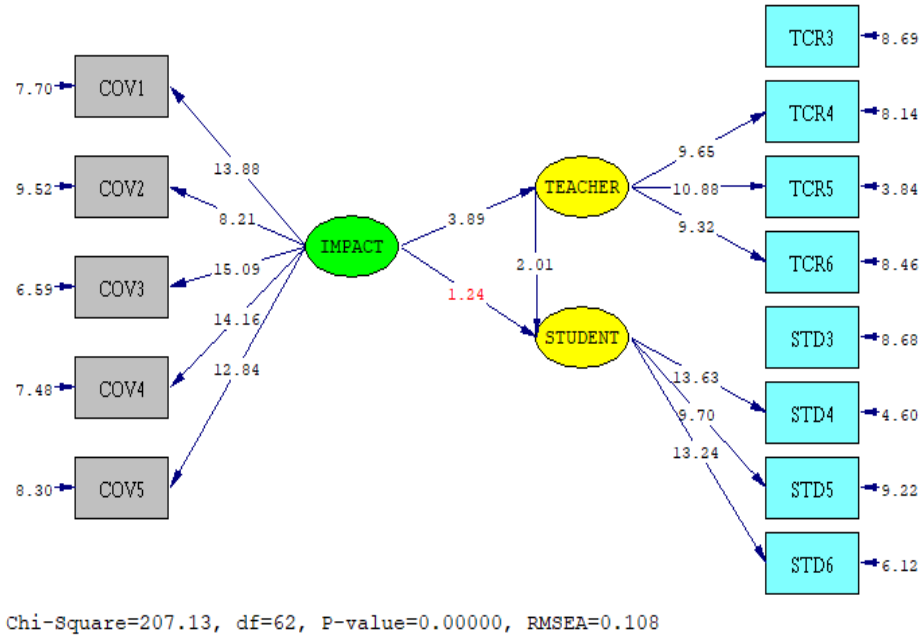 TCR3 8.69
7.70 COV1
TCR4 8.14
9.65
13.88
9.52 COV2
TEACHER 10.88 TCR5 3.84
8.21
3.89
9.32
IMPACT
TCR6 8.46
2.01
15.09
6.59 COV3
1.24
14.16
STUDENT STD3 8.68
12.84
13.63
7.48 COV4
9.70
STD4 4.60
13.24
8.30 COV5
STD5 9.22
STD6 6.12
Chi-Square=207.13, df=62, P-value=0.00000, RMSEA=0.108